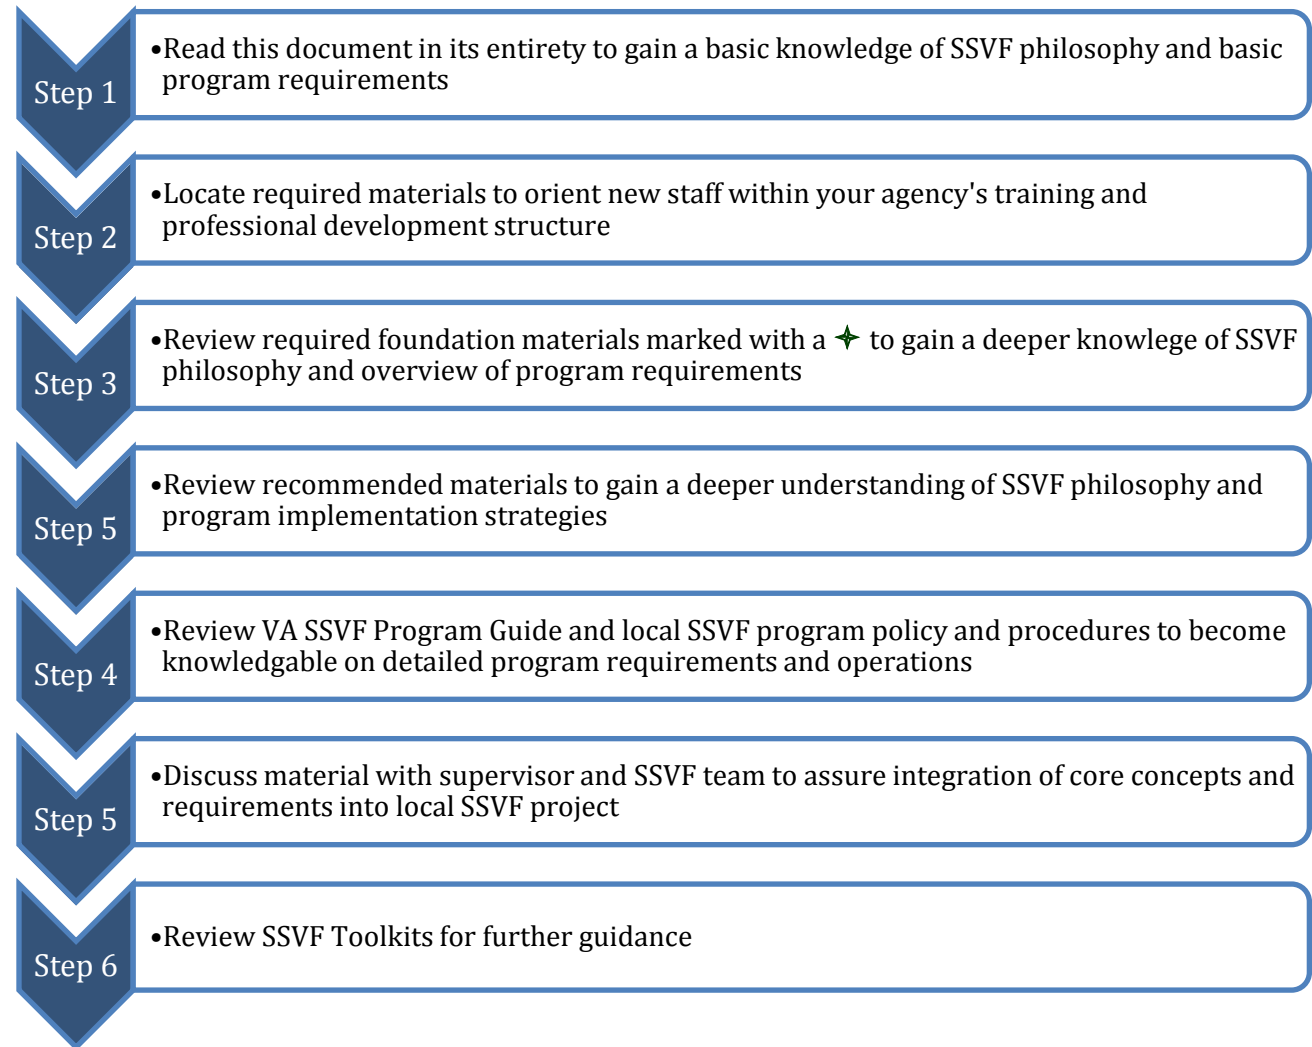 Step 1
•Read this document in its entirety to gain a basic knowledge of SSVF philosophy and basic
program requirements
Step 2
•Locate required materials to orient new staff within your agency's training and
professional development structure
Step 3
•Review required foundation materials marked with a ✦ to gain a deeper knowlege of SSVF
philosophy and overview of program requirements
Step 5
•Review recommended materials to gain a deeper understanding of SSVF philosophy and
program implementation strategies
Step 4
•Review VA SSVF Program Guide and local SSVF program policy and procedures to become
knowledgable on detailed program requirements and operations
Step 5
•Discuss material with supervisor and SSVF team to assure integration of core concepts and
requirements into local SSVF project
Step 6
•Review SSVF Toolkits for further guidance